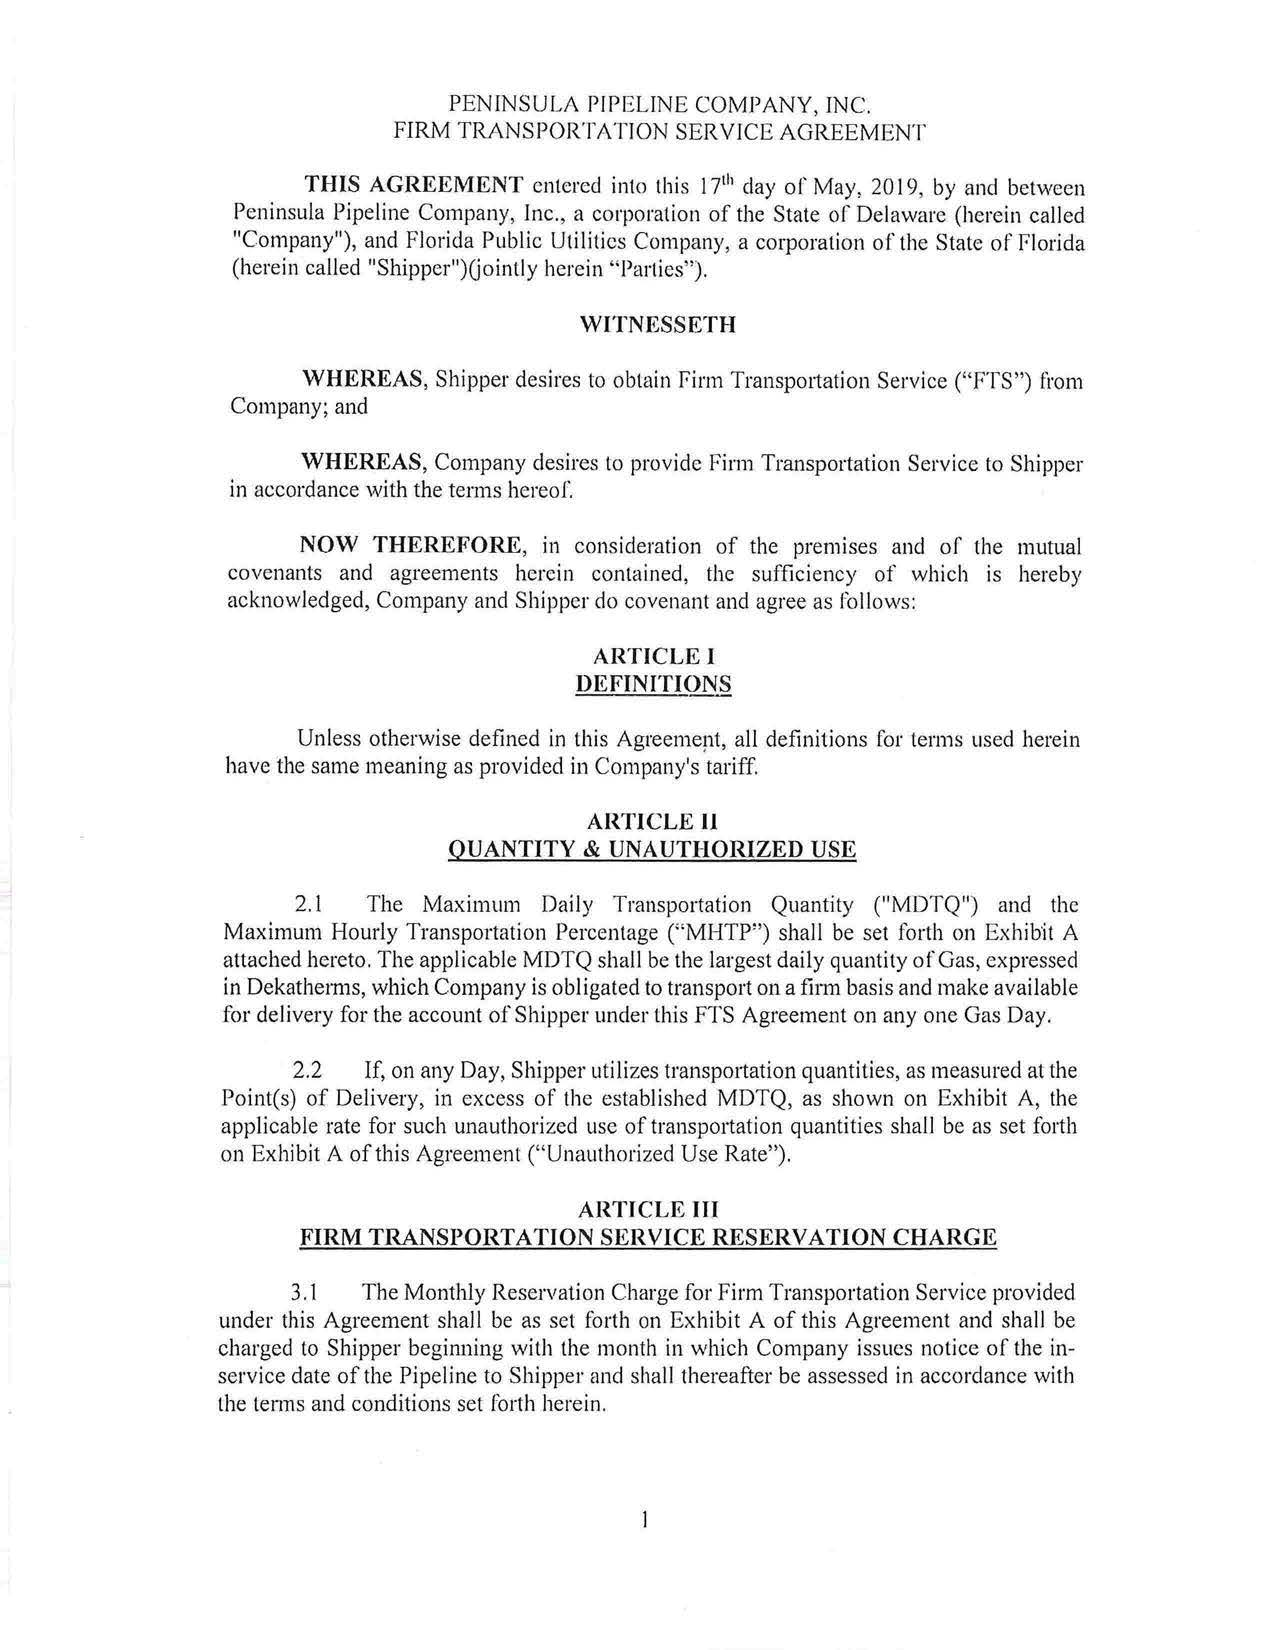 PENINSULA PIPELINE COMPANY, INC.
FIRM TRANSPORTATION SERVICE AGREEMENT
THIS AGREEMENT entered into this 17th day of May, 2019, by and between
Peninsula Pipeline Company, Inc., a corporation of the State of Delaware (herein called
"Company"), and Florida Public Utilities Company, a corporation of the State of Florida
(herein called "Shipper")(jointly herein “Parties”).
WITNESSETH
WHEREAS, Shipper desires to obtain Firm Transportation Service (“FTS”) from
Company; and
WHEREAS, Company desires to provide Firm Transportation Service to Shipper
in accordance with the terms hereof.
NOW THEREFORE, in consideration of the premises and of the mutual
covenants and agreements herein contained, the sufficiency of which is hereby
acknowledged, Company and Shipper do covenant and agree as follows:
ARTICLE I
DEFINITIONS
Unless otherwise defined in this Agreement, all definitions for terms used herein
have the same meaning as provided in Company's tariff.
ARTICLE II
QUANTITY & UNAUTHORIZED USE
2.1 The Maximum Daily Transportation Quantity ("MDTQ") and the
Maximum Hourly Transportation Percentage (“MHTP”) shall be set forth on Exhibit A
attached hereto. The applicable MDTQ shall be the largest daily quantity of Gas, expressed
in Dekatherms, which Company is obligated to transport on a firm basis and make available
for delivery for the account of Shipper under this FTS Agreement on any one Gas Day.
2.2 If, on any Day, Shipper utilizes transportation quantities, as measured at the
Point(s) of Delivery, in excess of the established MDTQ, as shown on Exhibit A, the
applicable rate for such unauthorized use of transportation quantities shall be as set forth
on Exhibit A of this Agreement (“Unauthorized Use Rate”).
ARTICLE III
FIRM TRANSPORTATION SERVICE RESERVATION CHARGE
3.1 The Monthly Reservation Charge for Firm Transportation Service provided
under this Agreement shall be as set forth on Exhibit A of this Agreement and shall be
charged to Shipper beginning with the month in which Company issues notice of the in-
service date of the Pipeline to Shipper and shall thereafter be assessed in accordance with
the terms and conditions set forth herein.
1